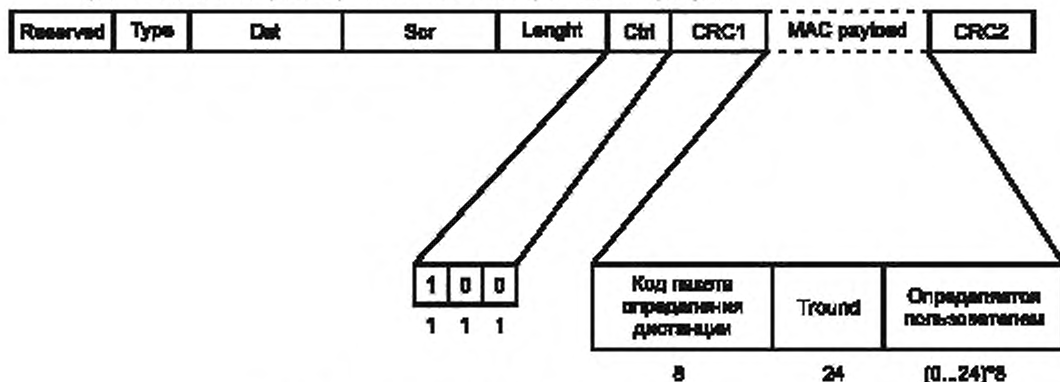 Reserved Type Dst Scr Lenght Ctrl CRC1 MAC payload CRC2
1 0 0
1 1 1
Код пакета
определения
дистанции
Tround
Определяется
пользователем
8 24 (0...24)*8